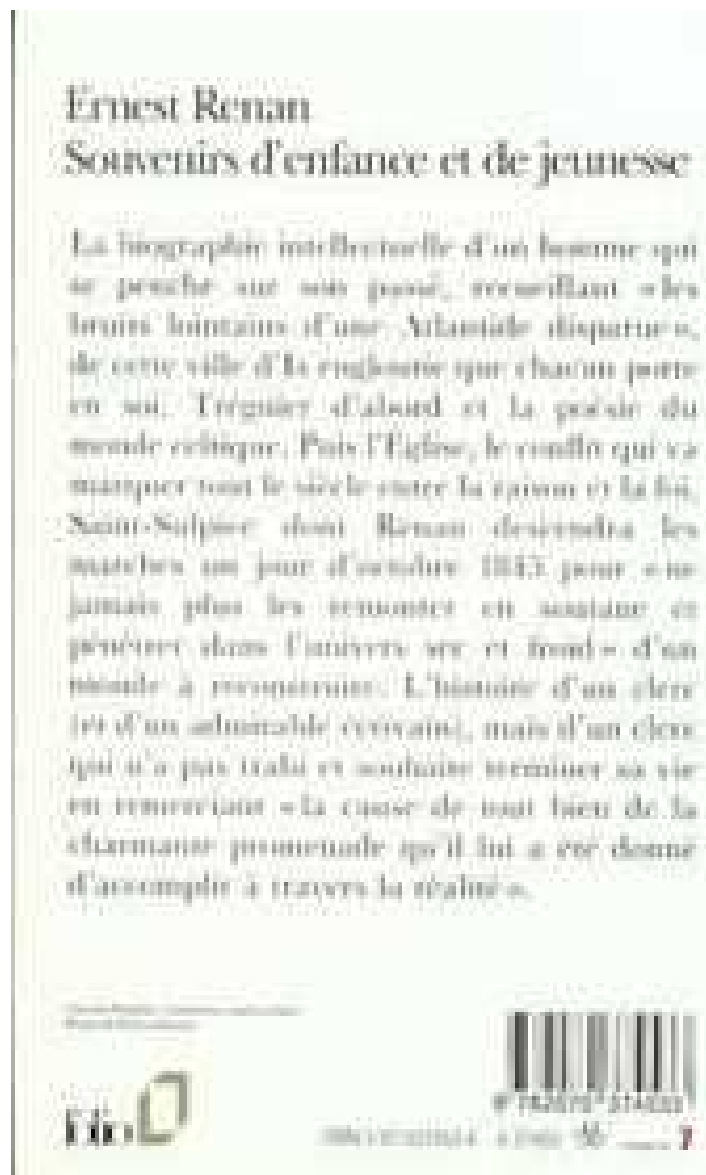 Ernest Renan
Souvenirs d'enfance et de jeunesse
La biographie intellectuelle d'un homme qui
se penche sur son passé, recueillant «les
bruits lointains d'une Atlantide disparue»,
de cette ville d'Is engloutie que chacun porte
en soi. Tréguier d'abord et la poésie du
monde celtique. Puis l'Église, le conflit qui va
marquer tout le siècle entre la raison et la foi,
Saint-Sulpice dont Renan descendra les
marches un jour d'octobre 1845 pour «ne
jamais plus les remonter en soutane et
pénétrer dans l'univers sec et froid» d'un
monde à reconstruire. L'histoire d'un clerc
(et d'un admirable écrivain), mais d'un clerc
qui n'a pas trahi et souhaite terminer sa vie
en remerciant «la cause de tout bien de la
charmante promenade qu'il lui a été donné
d'accomplir à travers la réalité».
folio
7